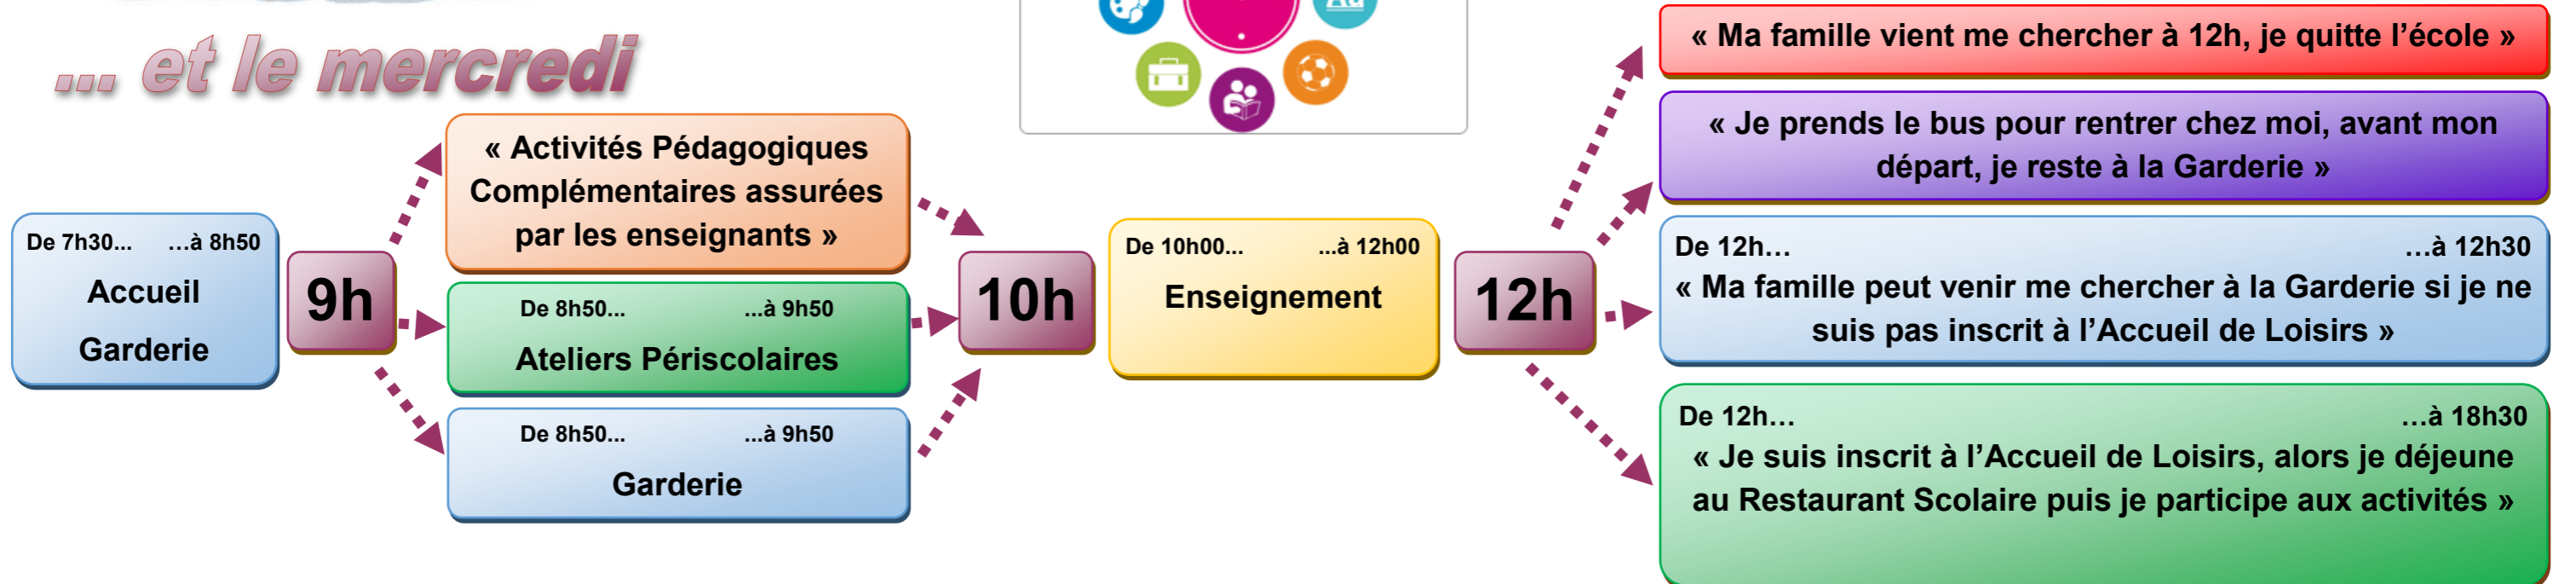 ... et le mercredi
De 7h30... …à 8h50
Accueil
Garderie
9h
« Activités Pédagogiques
Complémentaires assurées
par les enseignants »
De 8h50... ...à 9h50
Ateliers Périscolaires
De 8h50... ...à 9h50
Garderie
10h
De 10h00... ...à 12h00
Enseignement
12h
« Ma famille vient me chercher à 12h, je quitte l’école »
« Je prends le bus pour rentrer chez moi, avant mon
départ, je reste à la Garderie »
De 12h… …à 12h30
« Ma famille peut venir me chercher à la Garderie si je ne
suis pas inscrit à l’Accueil de Loisirs »
De 12h… …à 18h30
« Je suis inscrit à l’Accueil de Loisirs, alors je déjeune
au Restaurant Scolaire puis je participe aux activités »